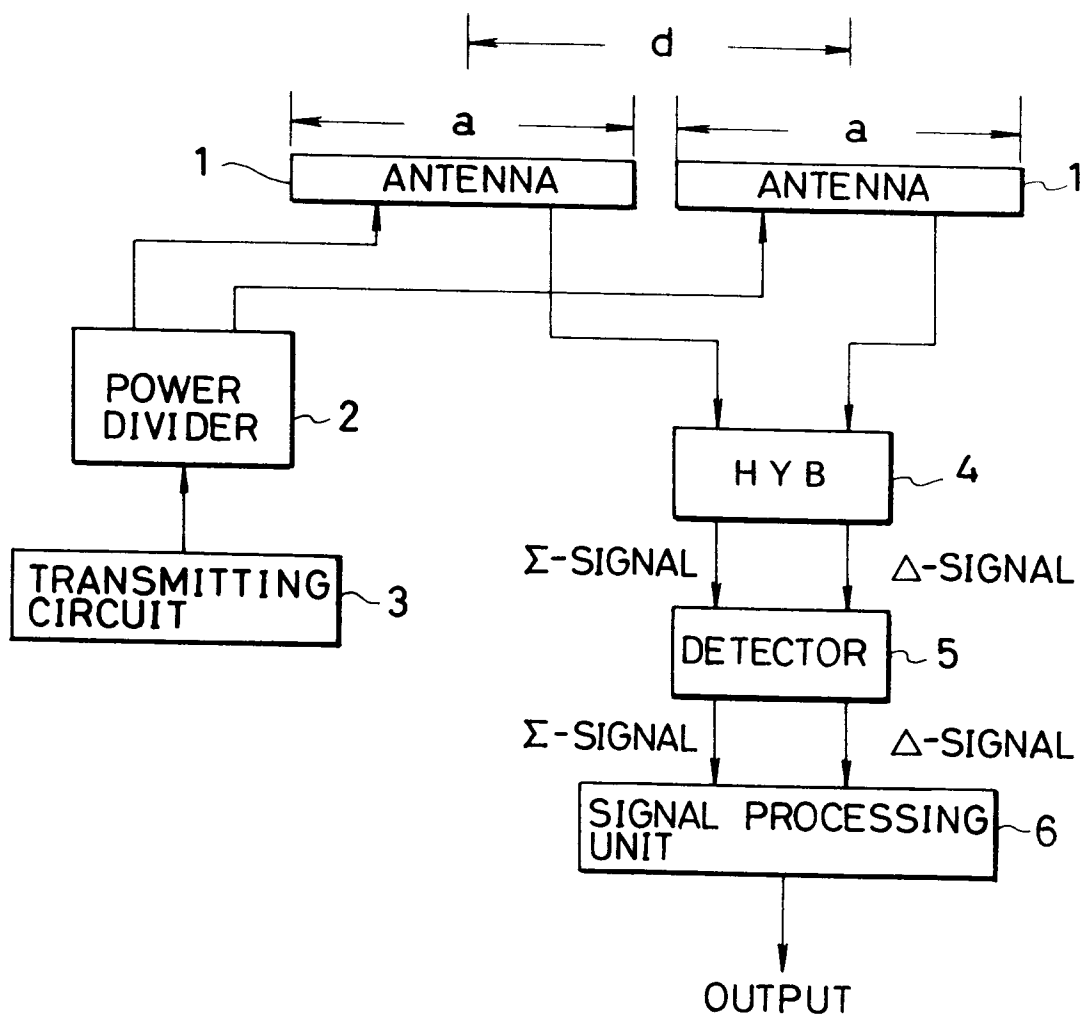 d
a
a
1
ANTENNA
ANTENNA
1
POWER
DIVIDER
2
HYB
4
Σ-SIGNAL
△-SIGNAL
TRANSMITTING
CIRCUIT
3
DETECTOR
5
Σ-SIGNAL
△-SIGNAL
SIGNAL PROCESSING
UNIT
6
OUTPUT